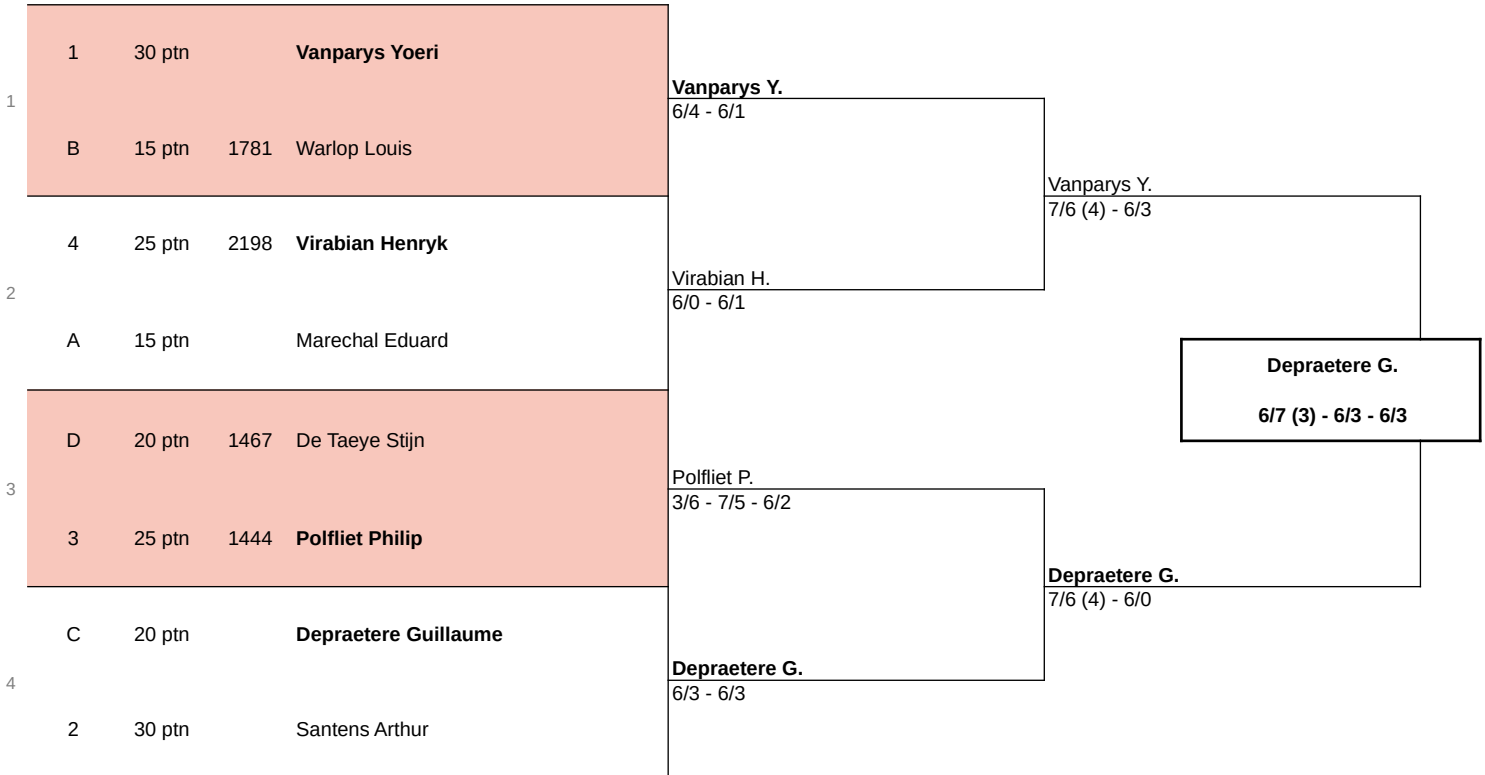 1 30 ptn Vanparys Yoeri
Vanparys Y.
1
6/4 - 6/1
B 15 ptn 1781 Warlop Louis
Vanparys Y.
7/6 (4) - 6/3
4 25 ptn 2198 Virabian Henryk
Virabian H.
2
6/0 - 6/1
A 15 ptn Marechal Eduard
Depraetere G.
6/7 (3) - 6/3 - 6/3
D 20 ptn 1467 De Taeye Stijn
Polfliet P.
3
3/6 - 7/5 - 6/2
3 25 ptn 1444 Polfliet Philip
Depraetere G.
7/6 (4) - 6/0
C 20 ptn Depraetere Guillaume
Depraetere G.
4
6/3 - 6/3
2 30 ptn Santens Arthur